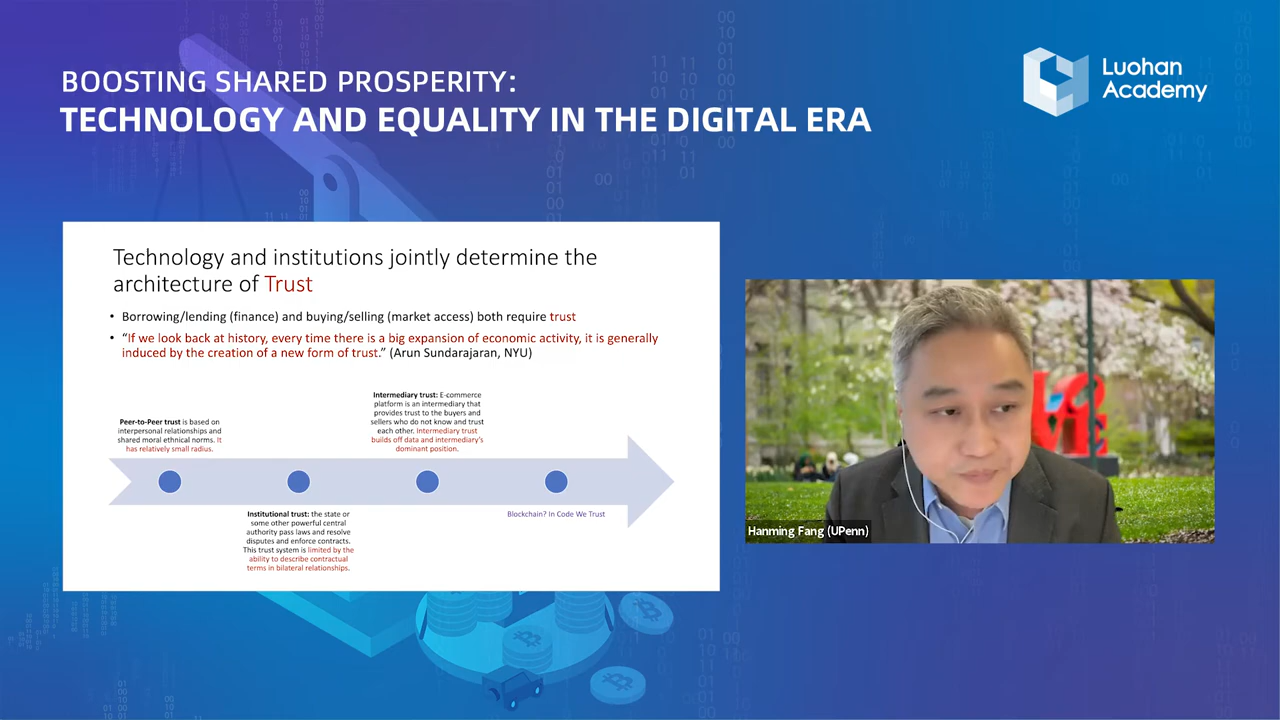 BOOSTING SHARED PROSPERITY:
TECHNOLOGY AND EQUALITY IN THE DIGITAL ERA
Luohan
Academy
Technology and institutions jointly determine the
architecture of Trust
• Borrowing/lending (finance) and buying/selling (market access) both require trust
• “If we look back at history, every time there is a big expansion of economic activity, it is generally
induced by the creation of a new form of trust.” (Arun Sundarajaran, NYU)
Peer-to-Peer trust is based on
interpersonal relationships and
shared moral ethnical norms. It
has relatively small radius.
Institutional trust: the state or
some other powerful central
authority pass laws and resolve
disputes and enforce contracts.
This trust system is limited by the
ability to describe contractual
terms in bilateral relationships.
Intermediary trust: E-commerce
platform is an intermediary that
provides trust to the buyers and
sellers who do not know and trust
each other. Intermediary trust
builds off data and intermediary's
dominant position.
Blockchain? In Code We Trust
Hanming Fang (UPenn)